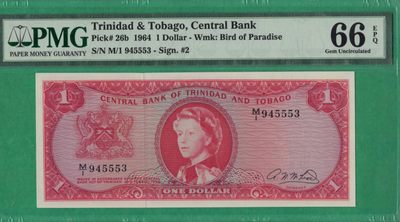 PMG
PAPER MONEY GUARANTY
Trinidad & Tobago, Central Bank
Pick# 26b 1964 1 Dollar - Wmk: Bird of Paradise
S/N M/1 945553 - Sign. #2
66 EPQ
Gem Uncirculated
1 1
CENTRAL BANK OF TRINIDAD AND TOBAGO
M/1 945553
M/1 945553
1 ONE DOLLAR 1